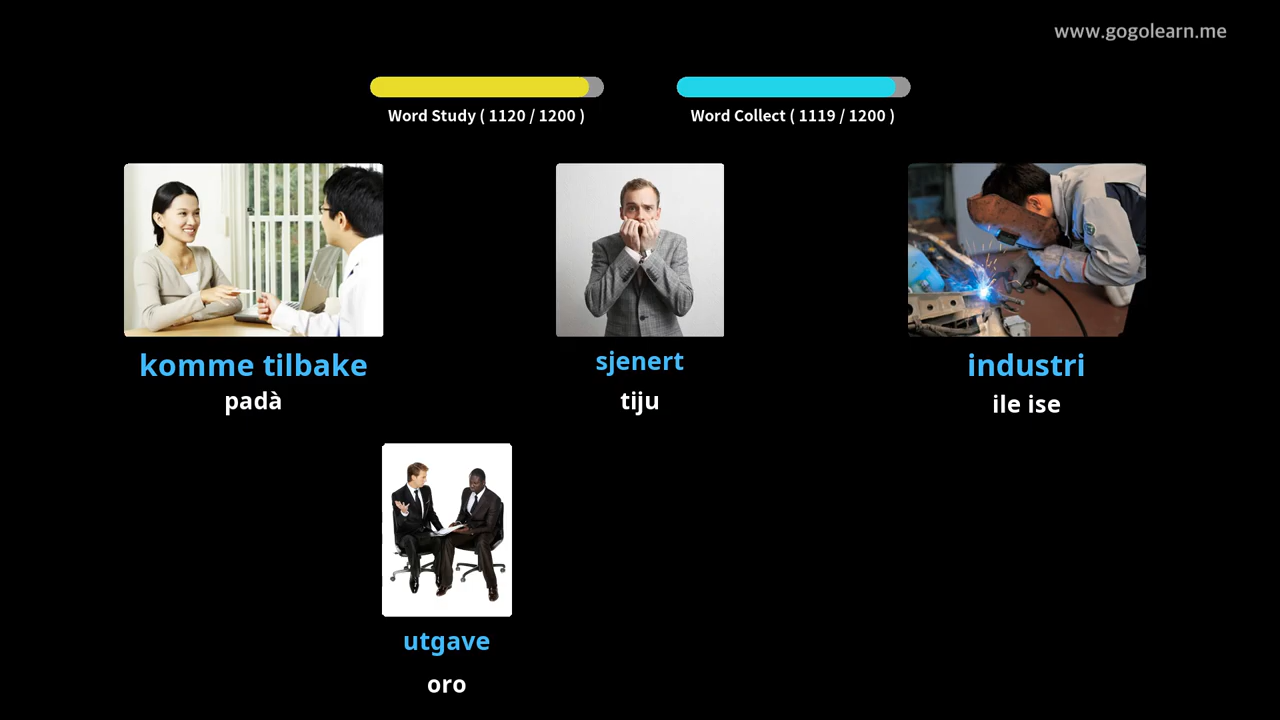 www.gogolearn.me
Word Study ( 1120 / 1200 )
Word Collect ( 1119 / 1200 )
komme tilbake
padà
sjenert
tiju
industri
ile ise
utgave
oro